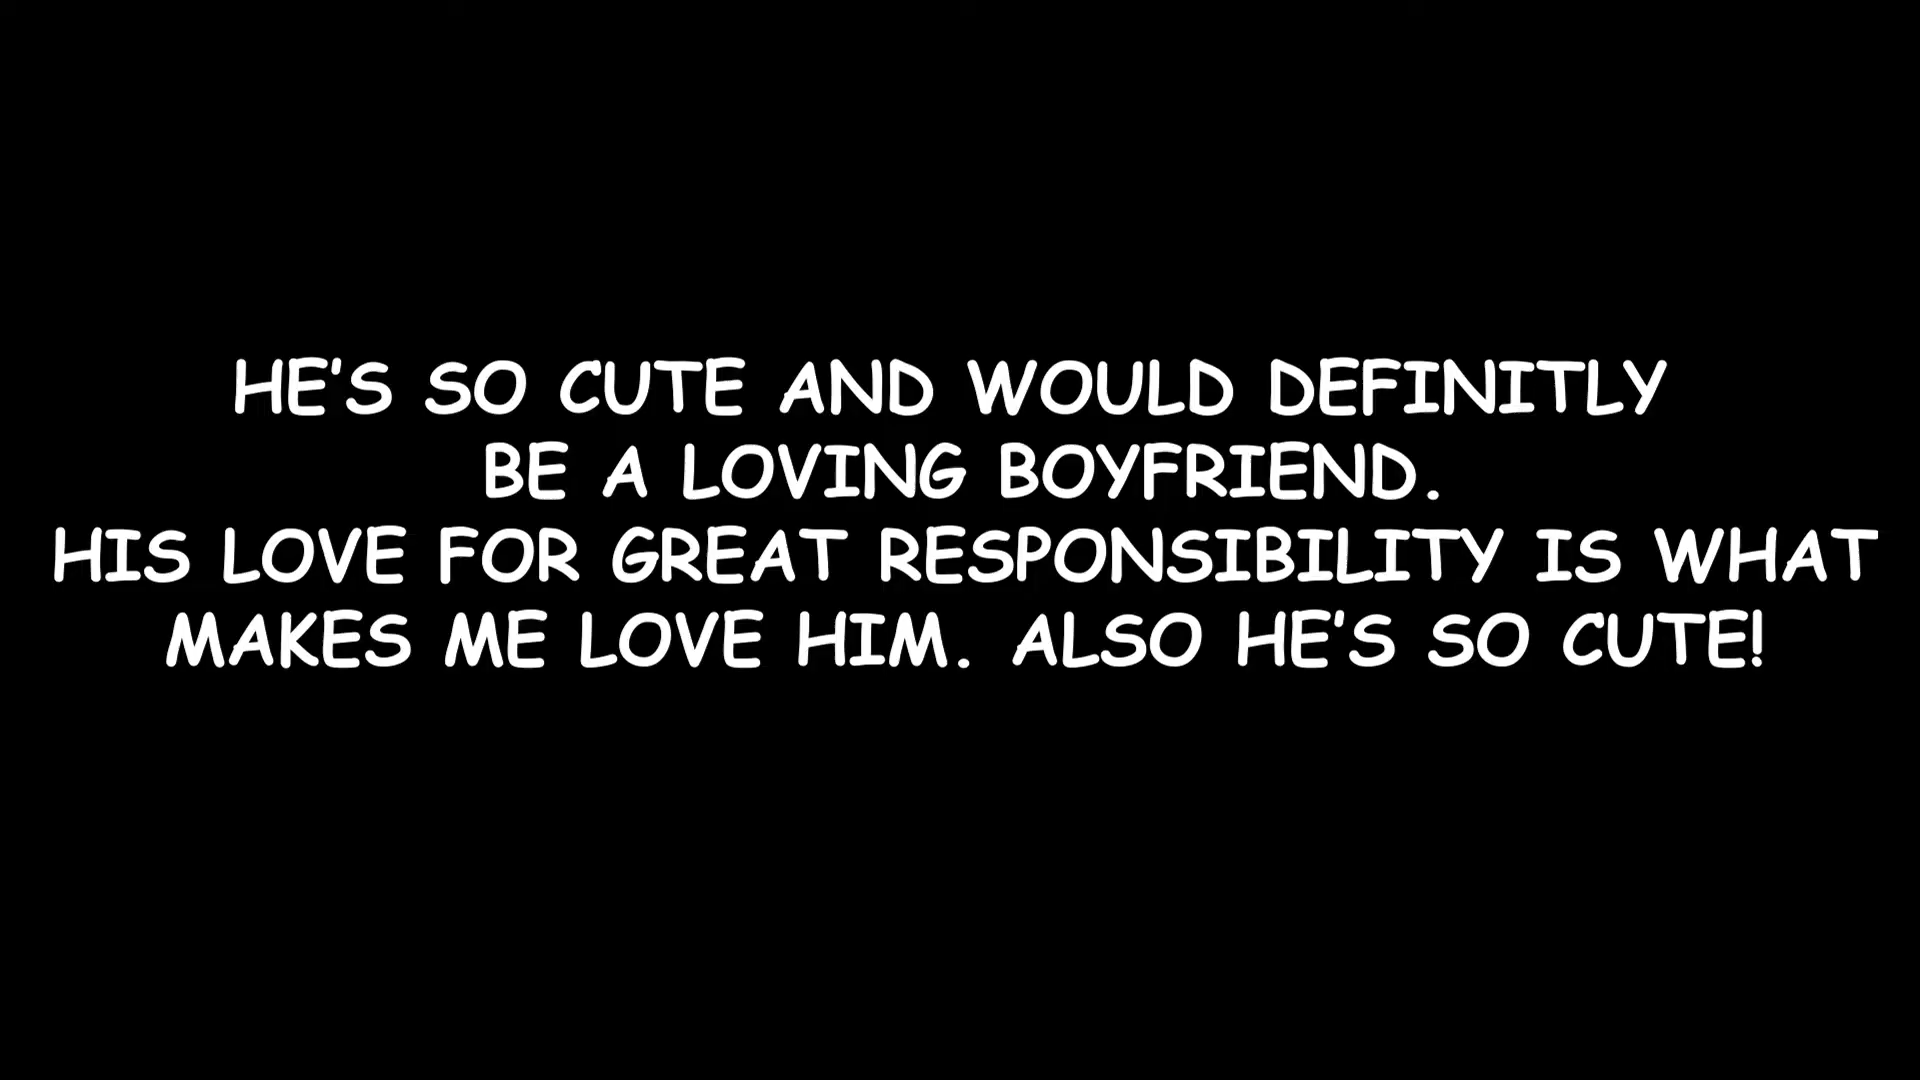 HE'S SO CUTE AND WOULD DEFINITLY
BE A LOVING BOYFRIEND.
HIS LOVE FOR GREAT RESPONSIBILITY IS WHAT
MAKES ME LOVE HIM. ALSO HE'S SO CUTE!